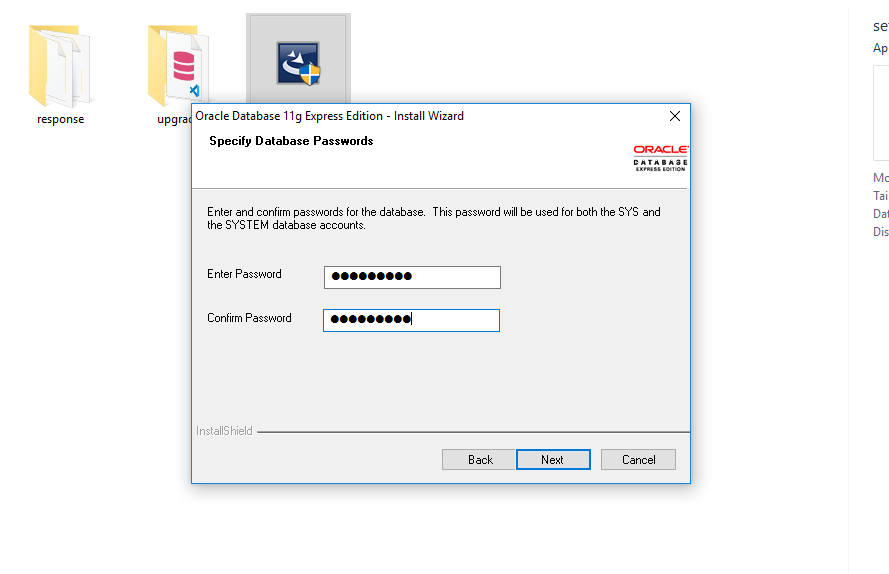 response
upgrad
Oracle Database 11g Express Edition - Install Wizard
Specify Database Passwords
ORACLE
DATABASE
EXPRESS EDITION
Enter and confirm passwords for the database. This password will be used for both the SYS and
the SYSTEM database accounts.
Enter Password
Confirm Password
InstallShield
Back Next Cancel
se
Ap
Mo
Tai
Dat
Dis